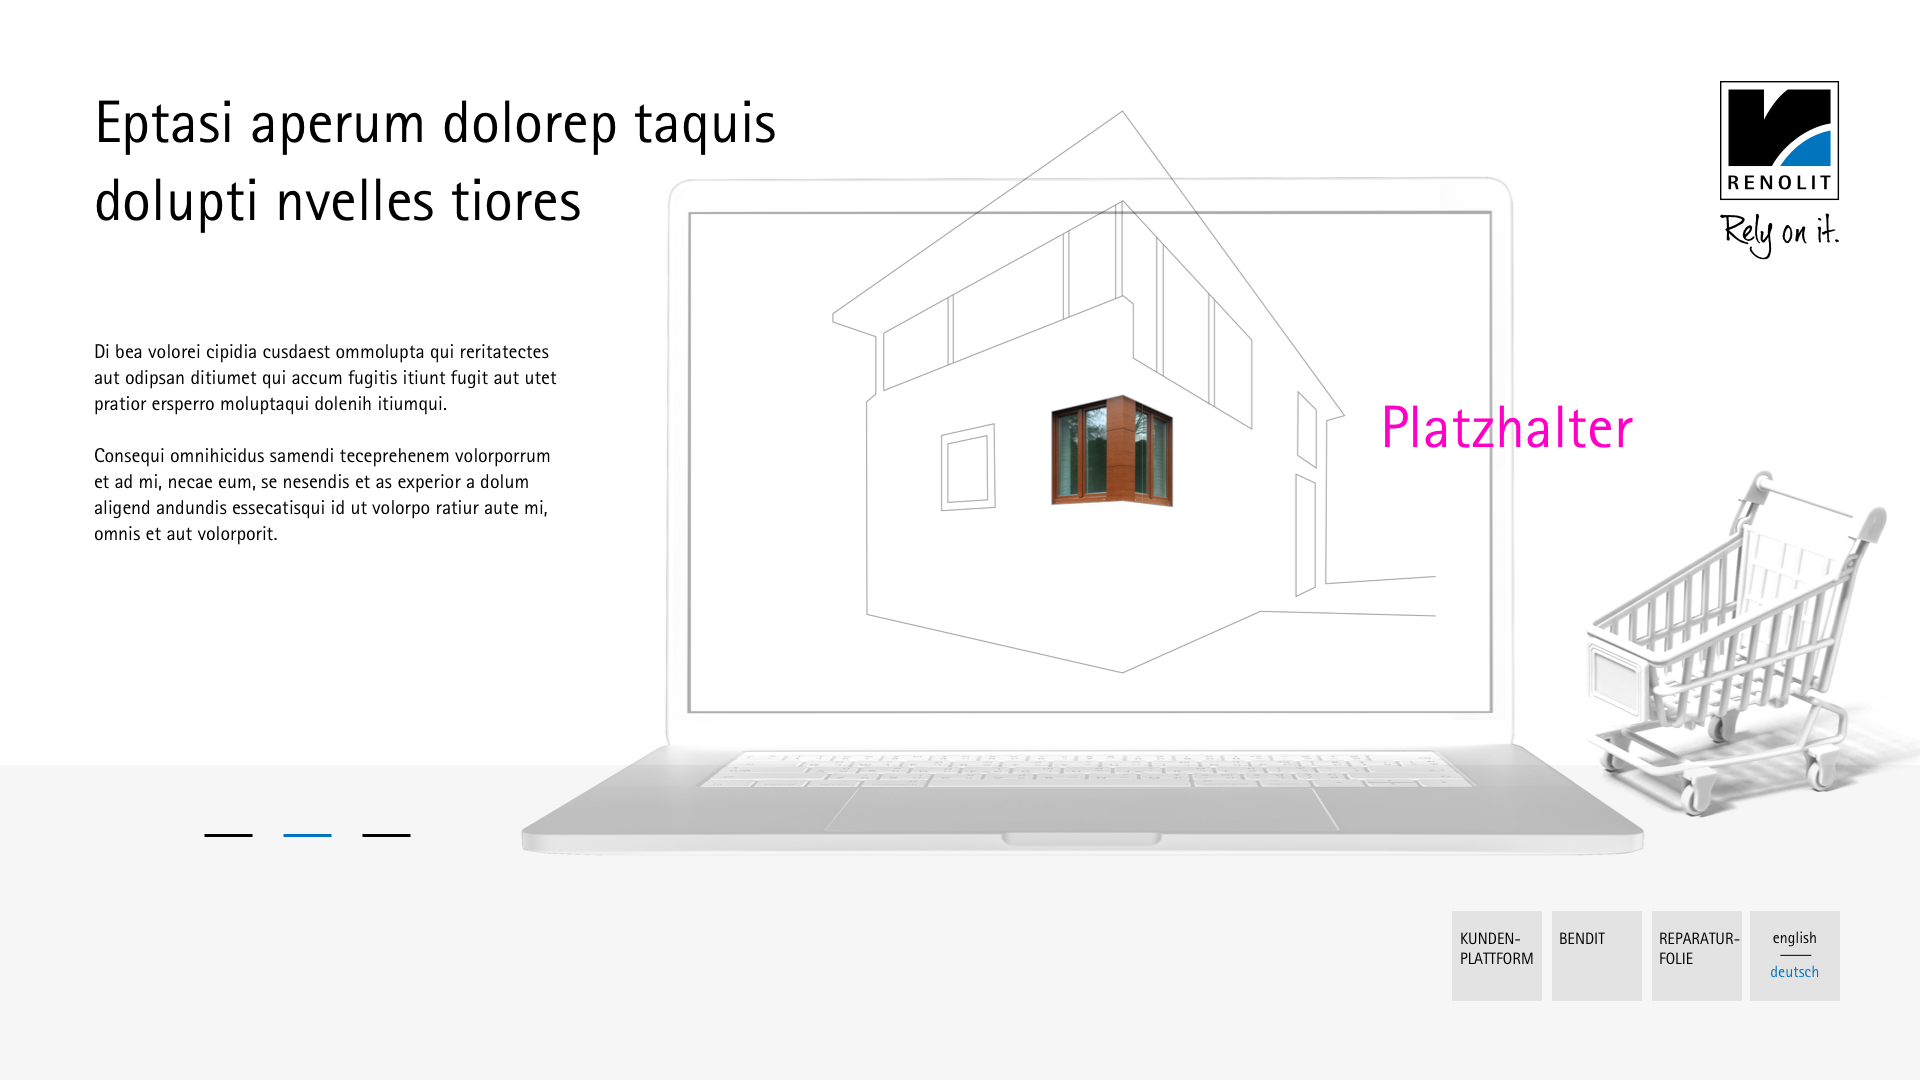 Eptasi aperum dolorep taquis
dolupti nvelles tiores
RENOLIT
Rely on it.
Di bea volorei cipidia cusdaest ommolupta qui reritatectes
aut odipsan ditiumet qui accum fugitis itiunt fugit aut utet
pratior ersperro moluptaqui dolenih itiumqui.
Consequi omnihicidus samendi teceprehenem volorporrum
et ad mi, necae eum, se nesendis et as experior a dolum
aligend andundis essecatisqui id ut volorpo ratiur aute mi,
omnis et aut volorporit.
Platzhalter
KUNDEN-
PLATTFORM
BENDIT
REPARATUR-
FOLIE
english
deutsch